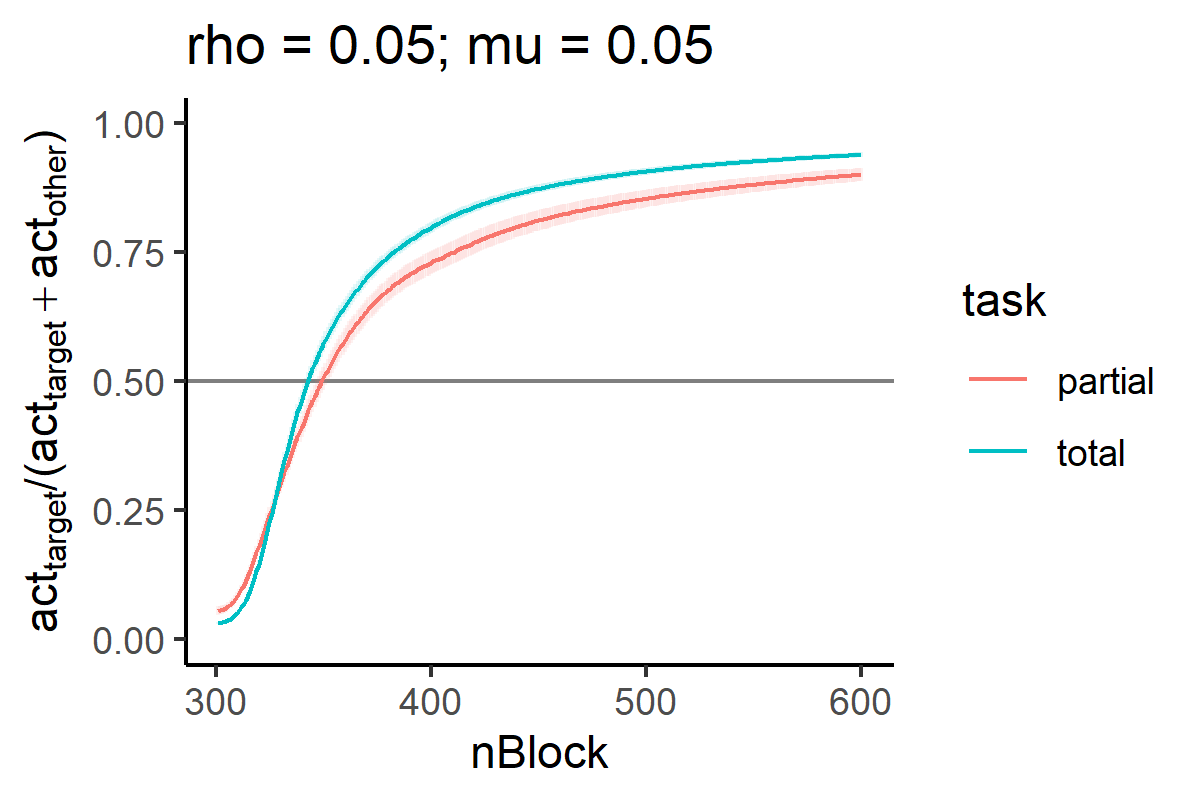 rho = 0.05; mu = 0.05
act_target/(act_target + act_other)
1.00
0.75
0.50
0.25
0.00
300 400 500 600
nBlock
task
partial
total